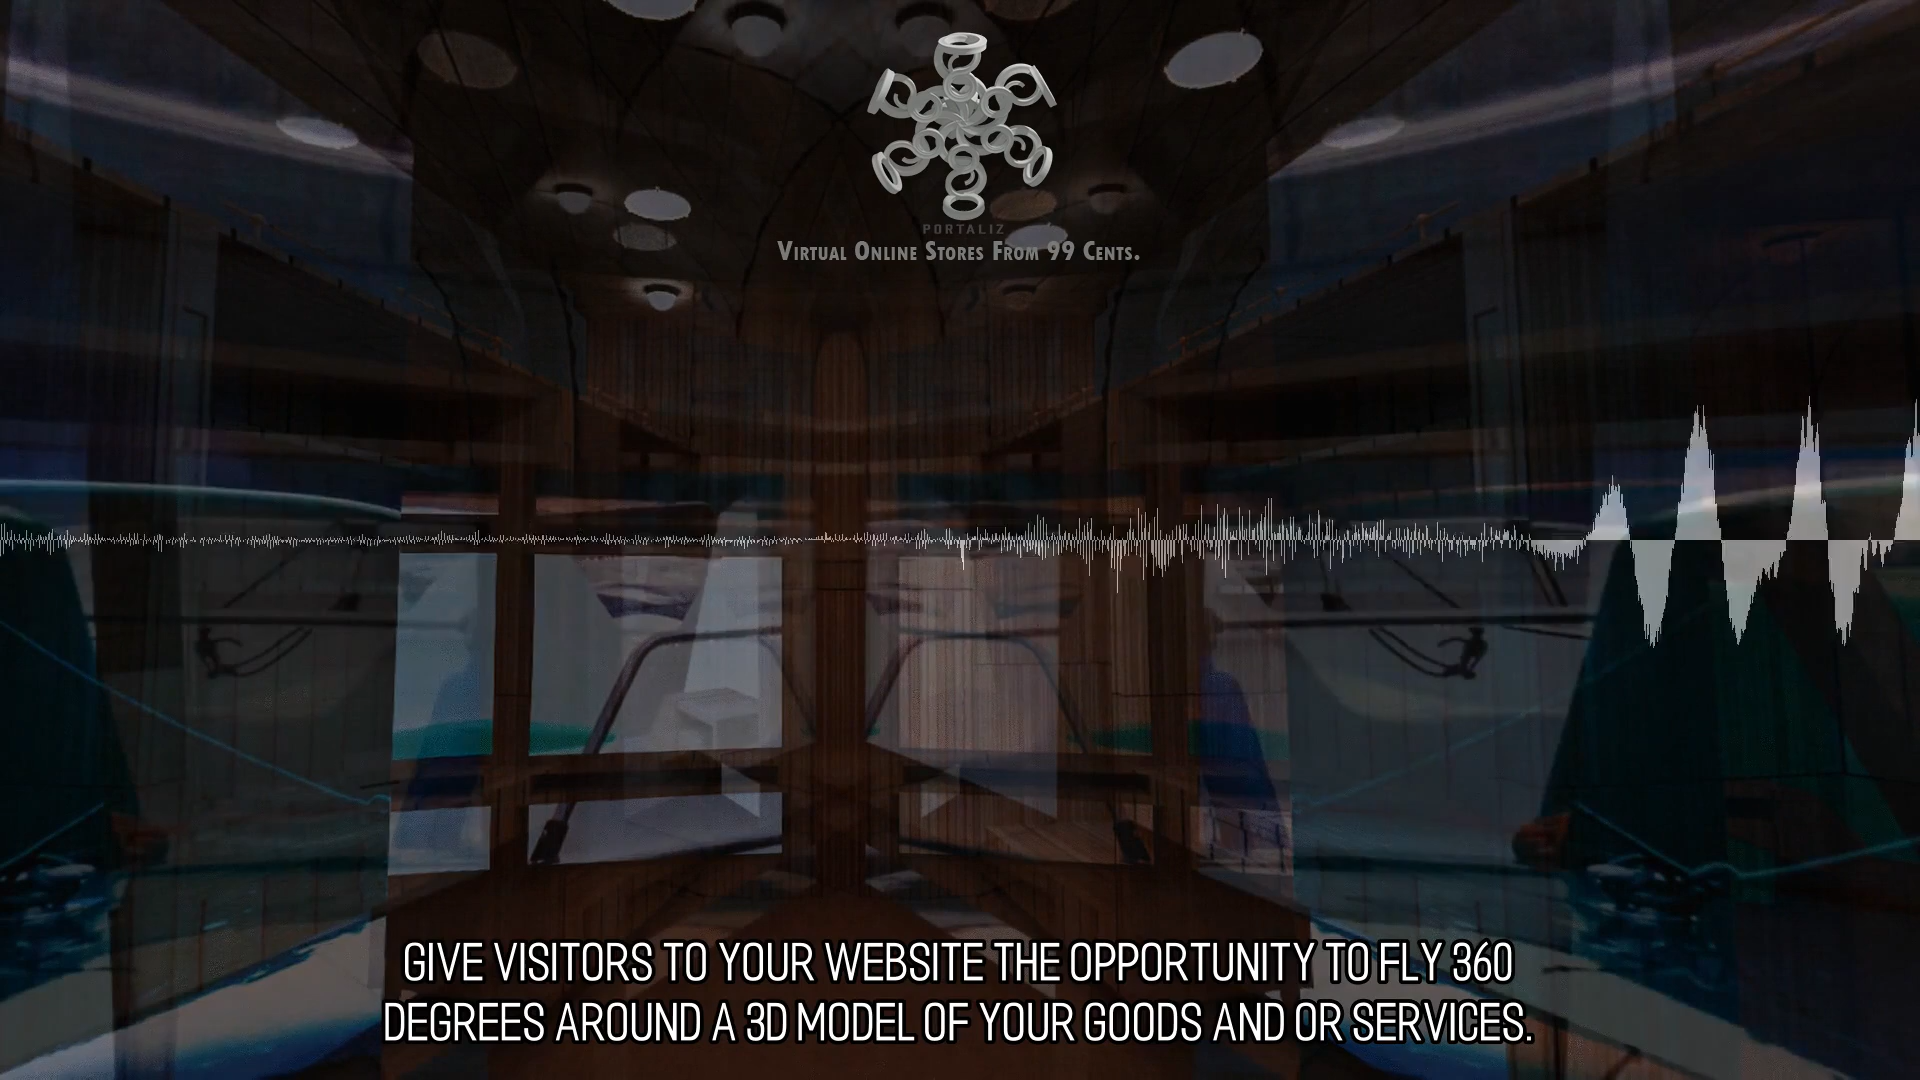 PORTALIZ
Virtual Online Stores From 99 Cents.
GIVE VISITORS TO YOUR WEBSITE THE OPPORTUNITY TO FLY 360
DEGREES AROUND A 3D MODEL OF YOUR GOODS AND OR SERVICES.